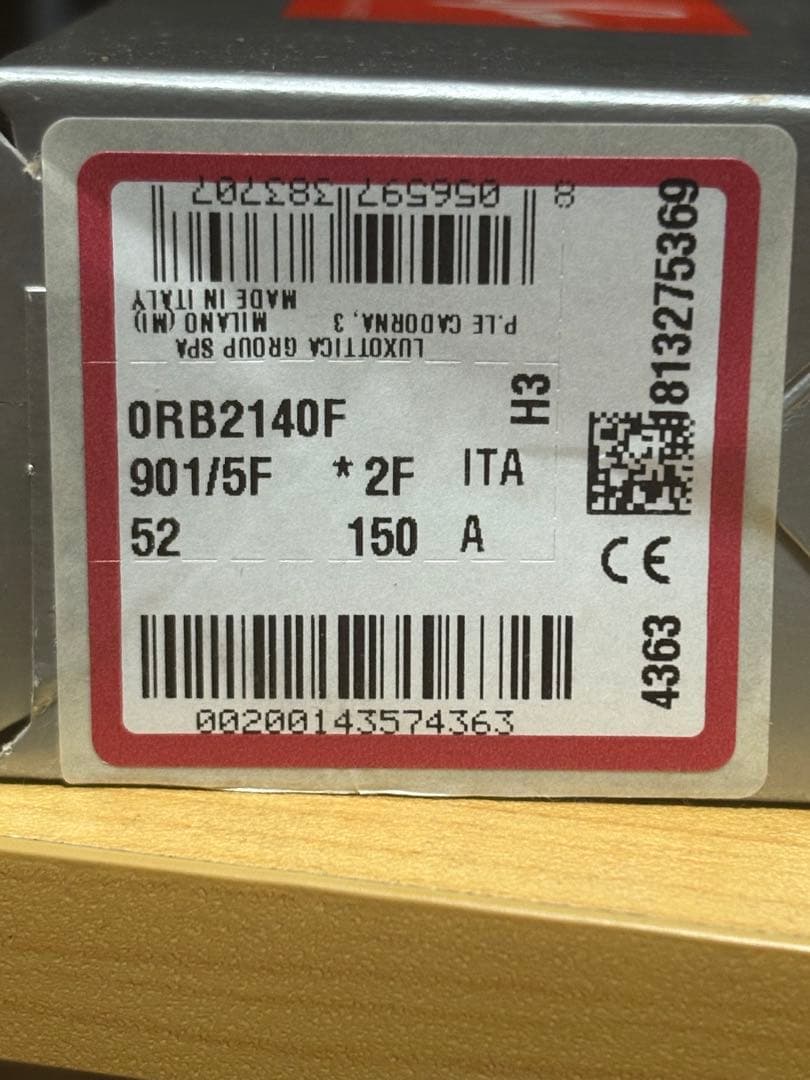 8 056597 383707
LUXOTTICA GROUP SPA
P.LE CADORNA, 3 MILANO (MI)
MADE IN ITALY
0RB2140F
H3
901/5F * 2F ITA
52 150 A
813275369
CE
4363
00200143574363